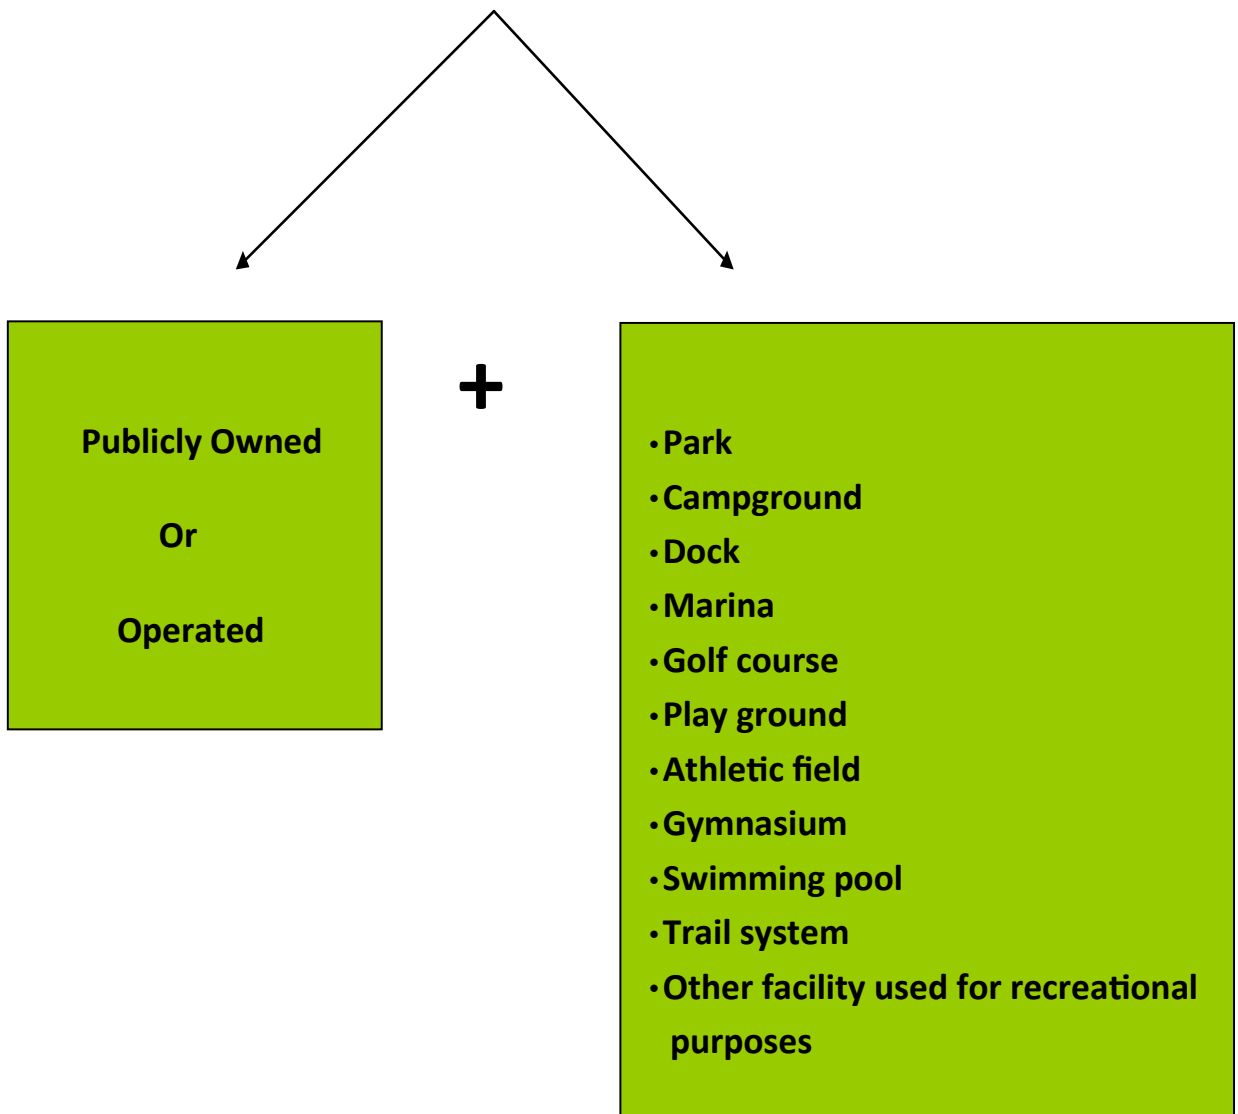 Publicly Owned
Or
Operated
+
• Park
• Campground
• Dock
• Marina
• Golf course
• Play ground
• Athletic field
• Gymnasium
• Swimming pool
• Trail system
• Other facility used for recreational
purposes